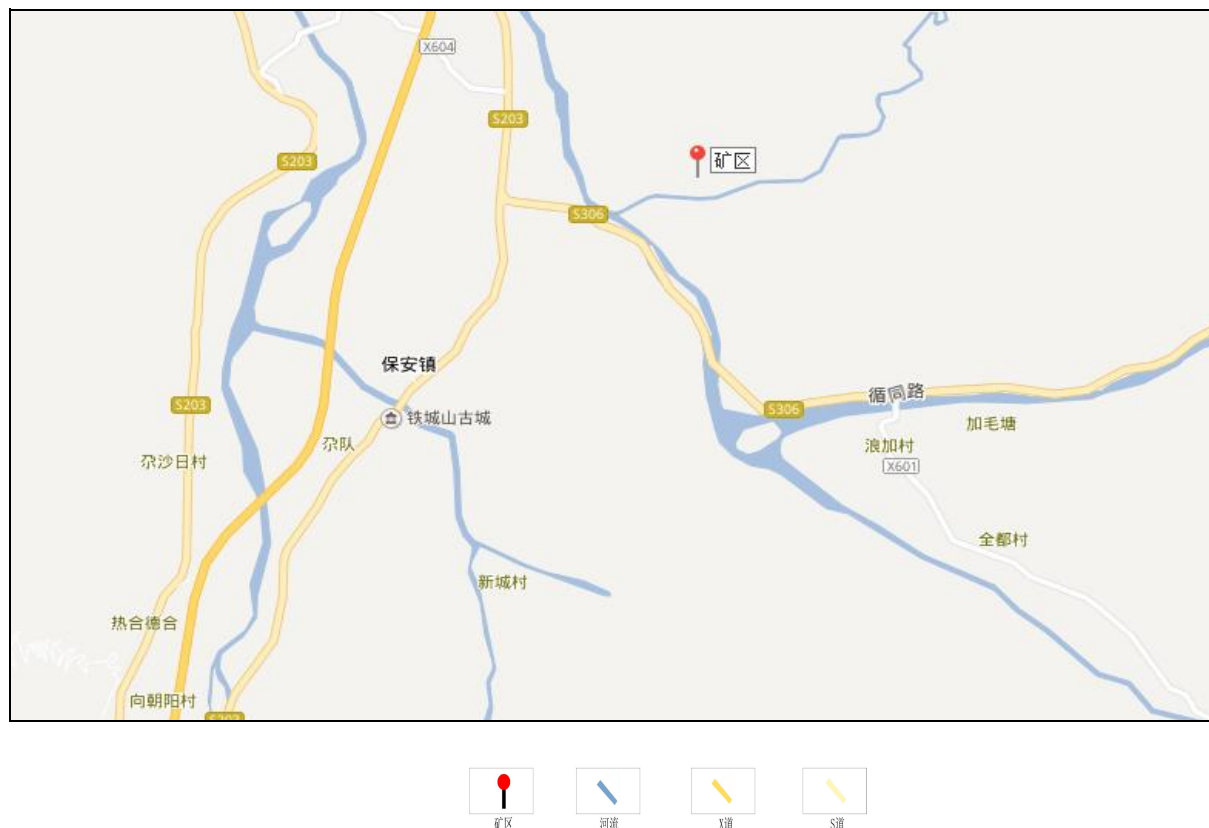 X604
S203
S203
矿区
S306
保安镇
循同路
S203
S306
铁城山古城
加毛塘
尕队
浪加村
尕沙日村
X601
全都村
新城村
热合德合
向朝阳村
S203
矿区
河流
X道
S道